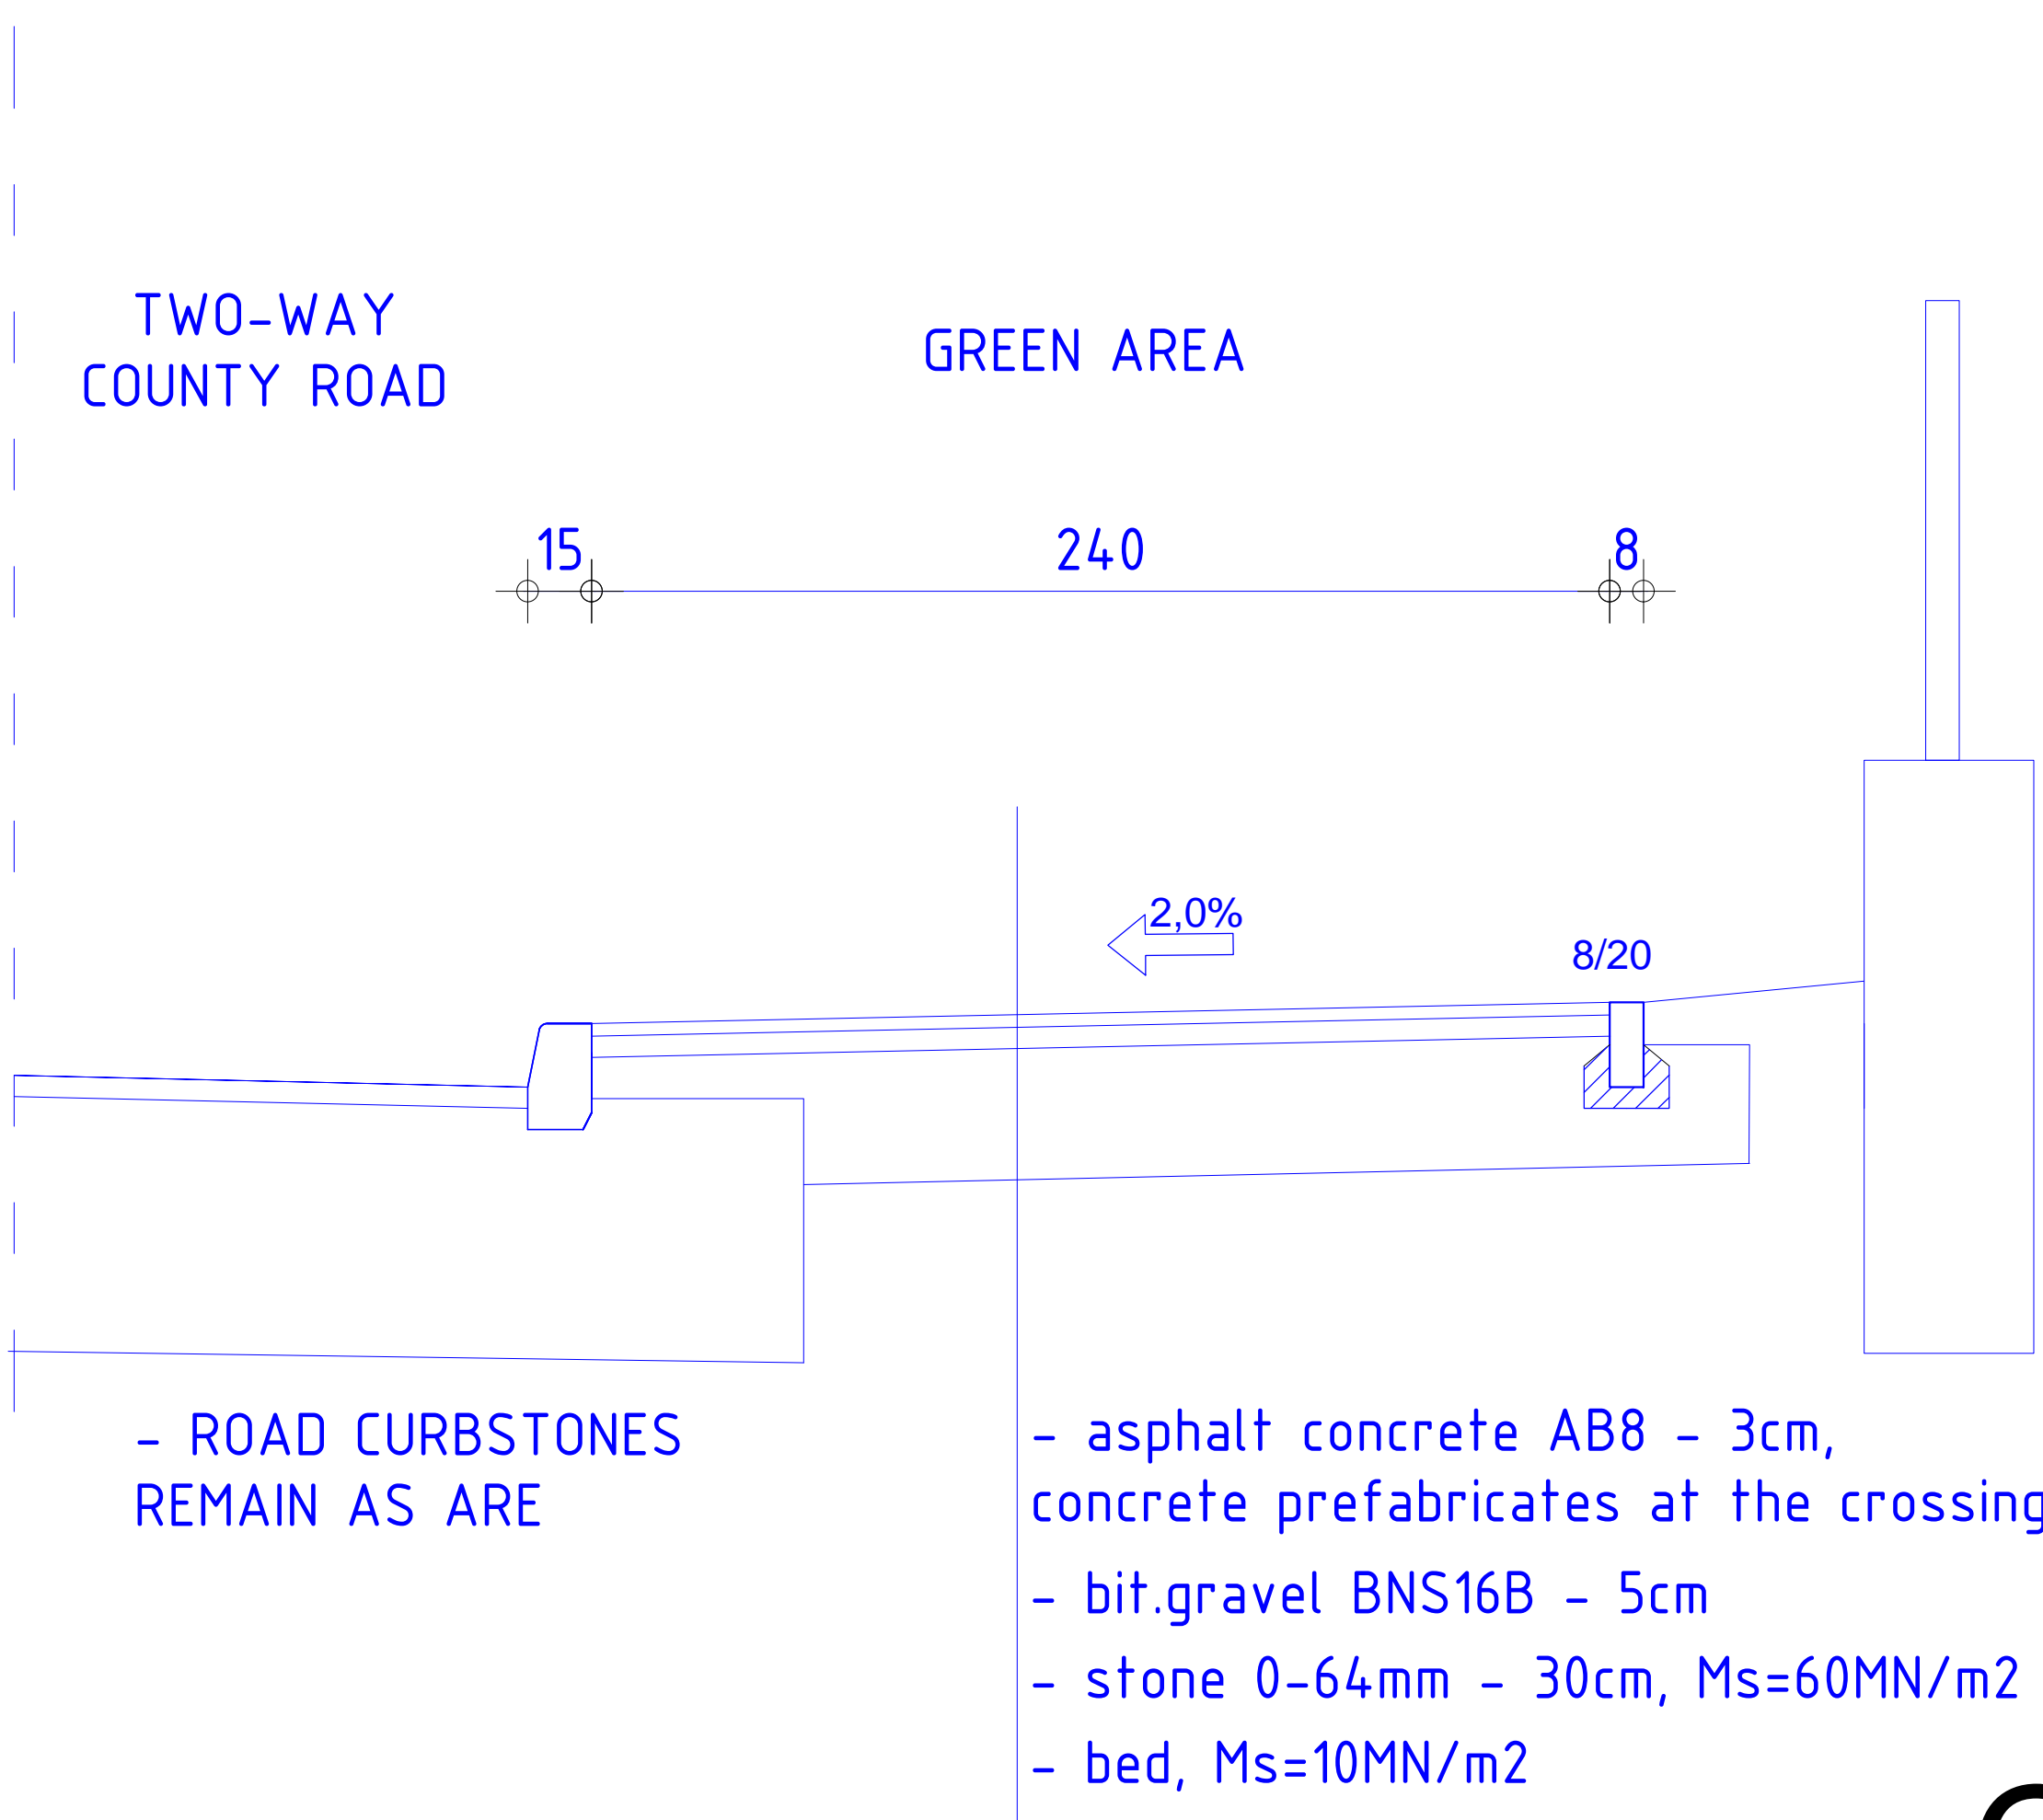 TWO-WAY
COUNTY ROAD
GREEN AREA
15
240
8
2,0%
8/20
- ROAD CURBSTONES
REMAIN AS ARE
- asphalt concrete AB8 - 3cm,
concrete prefabricates at the crossing
- bit.gravel BNS16B - 5cm
- stone 0-64mm - 30cm, Ms=60MN/m2
- bed, Ms=10MN/m2